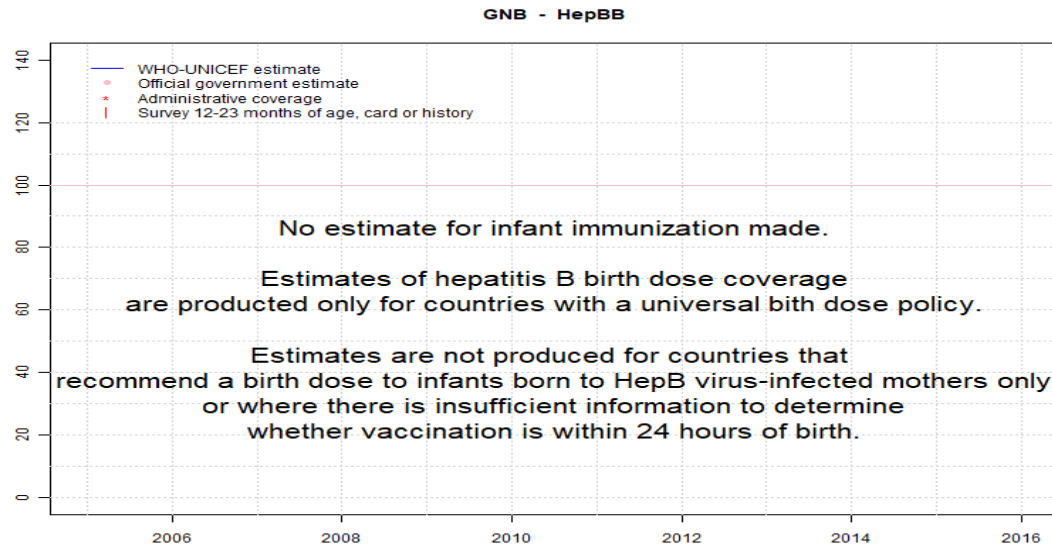 GNB - HepBB
WHO-UNICEF estimate
Official government estimate
Administrative coverage
Survey 12-23 months of age, card or history
No estimate for infant immunization made.
Estimates of hepatitis B birth dose coverage
are producted only for countries with a universal bith dose policy.
Estimates are not produced for countries that
recommend a birth dose to infants born to HepB virus-infected mothers only
or where there is insufficient information to determine
whether vaccination is within 24 hours of birth.
140
120
100
80
60
40
20
0
2006 2008 2010 2012 2014 2016